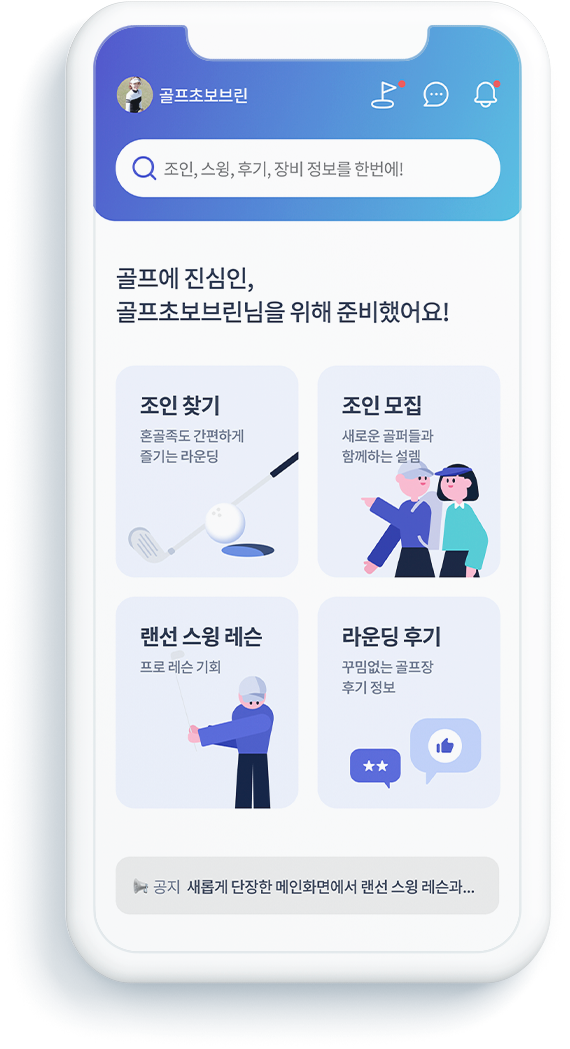 골프초보브린
조인, 스윙, 후기, 장비 정보를 한번에!
골프에 진심인,
골프초보브린님을 위해 준비했어요!
조인 찾기
혼골족도 간편하게
즐기는 라운딩
조인 모집
새로운 골퍼들과
함께하는 설렘
랜선 스윙 레슨
프로 레슨 기회
라운딩 후기
꾸밈없는 골프장
후기 정보
공지 새롭게 단장한 메인화면에서 랜선 스윙 레슨과...